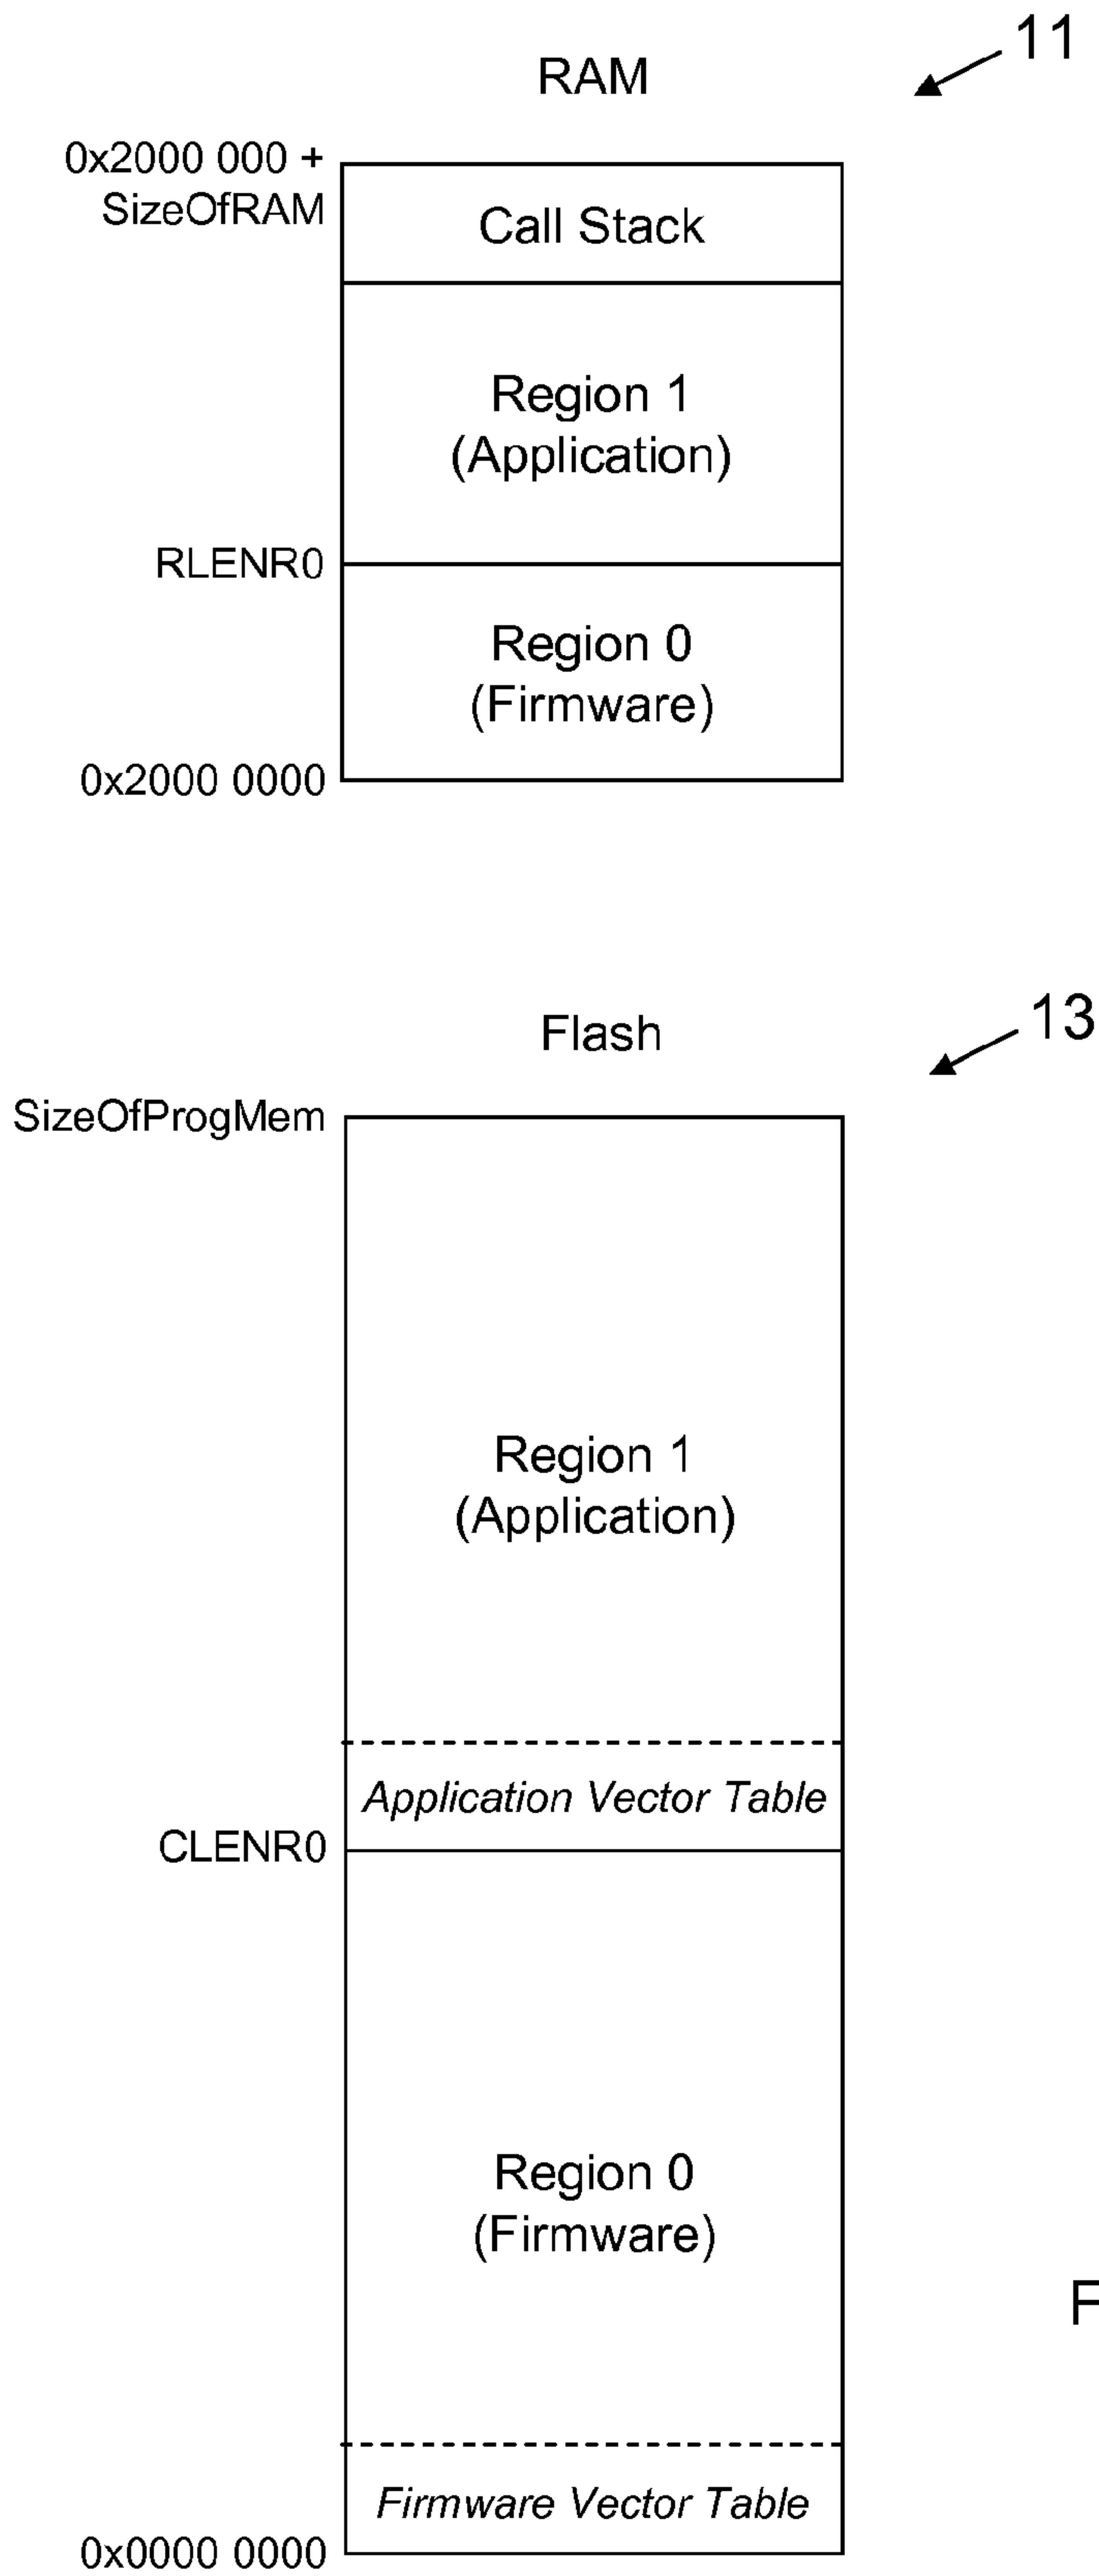 11
RAM
0x2000 000 +
SizeOfRAM
Call Stack
Region 1
(Application)
RLENR0
Region 0
(Firmware)
0x2000 0000
13
Flash
SizeOfProgMem
Region 1
(Application)
Application Vector Table
CLENR0
Region 0
(Firmware)
F
Firmware Vector Table
0x0000 0000